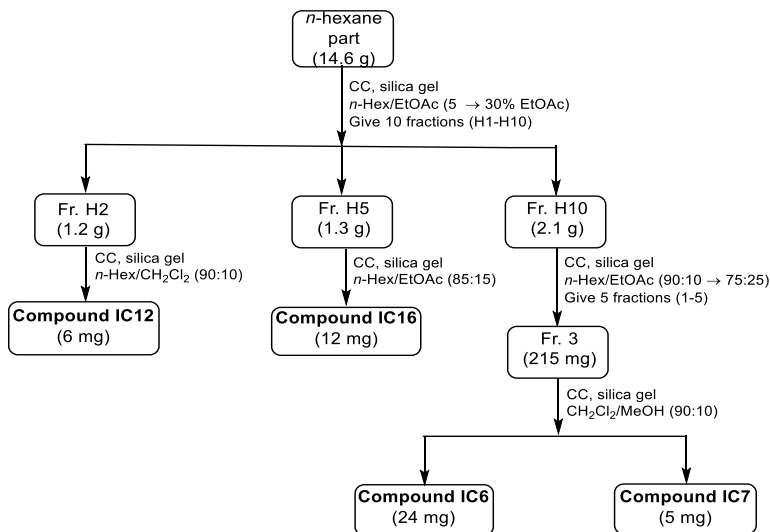 n-hexane
part
(14.6 g)
CC, silica gel
n-Hex/EtOAc (5 → 30% EtOAc)
Give 10 fractions (H1-H10)
Fr. H2
(1.2 g)
Fr. H5
(1.3 g)
Fr. H10
(2.1 g)
CC, silica gel
n-Hex/CH₂Cl₂ (90:10)
CC, silica gel
n-Hex/EtOAc (85:15)
CC, silica gel
n-Hex/EtOAc (90:10 → 75:25)
Give 5 fractions (1-5)
Compound IC12
(6 mg)
Compound IC16
(12 mg)
Fr. 3
(215 mg)
CC, silica gel
CH₂Cl₂/MeOH (90:10)
Compound IC6
(24 mg)
Compound IC7
(5 mg)